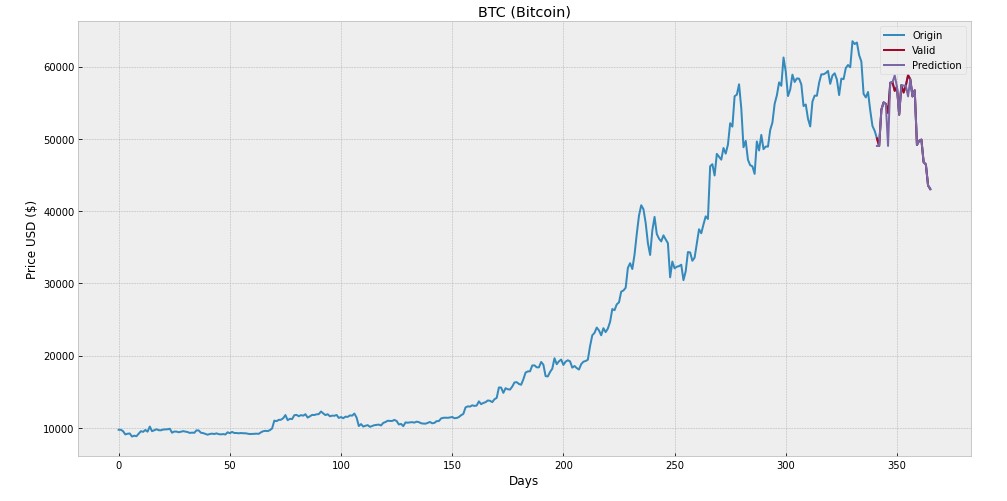 BTC (Bitcoin)
Origin
Valid
Prediction
60000
50000
40000
30000
20000
10000
Price USD ($)
0 50 100 150 200 250 300 350
Days